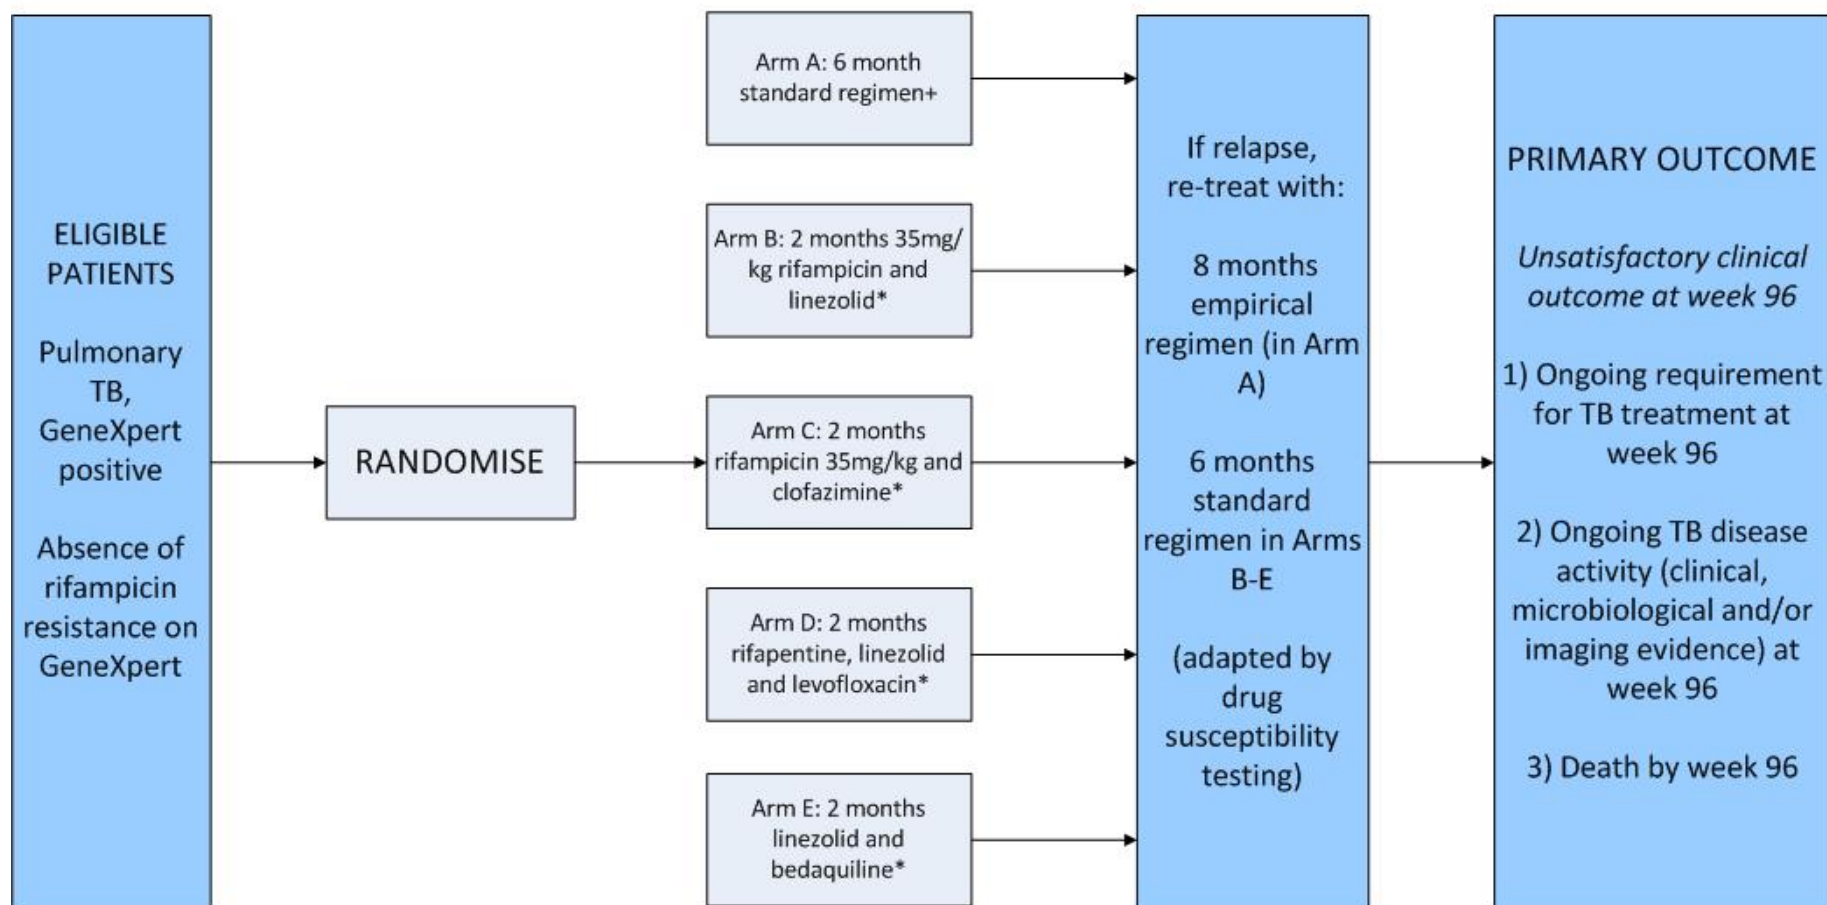 ELIGIBLE
PATIENTS
Pulmonary
TB,
GeneXpert
positive
Absence of
rifampicin
resistance on
GeneXpert
RANDOMISE
Arm A: 6 month
standard regimen+
Arm B: 2 months 35mg/
kg rifampicin and
linezolid*
Arm C: 2 months
rifampicin 35mg/kg and
clofazimine*
Arm D: 2 months
rifapentine, linezolid
and levofloxacin*
Arm E: 2 months
linezolid and
bedaquiline*
If relapse,
re-treat with:
8 months
empirical
regimen (in Arm
A)
6 months
standard
regimen in Arms
B-E
(adapted by
drug
susceptibility
testing)
PRIMARY OUTCOME
Unsatisfactory clinical
outcome at week 96
1) Ongoing requirement
for TB treatment at
week 96
2) Ongoing TB disease
activity (clinical,
microbiological and/or
imaging evidence) at
week 96
3) Death by week 96